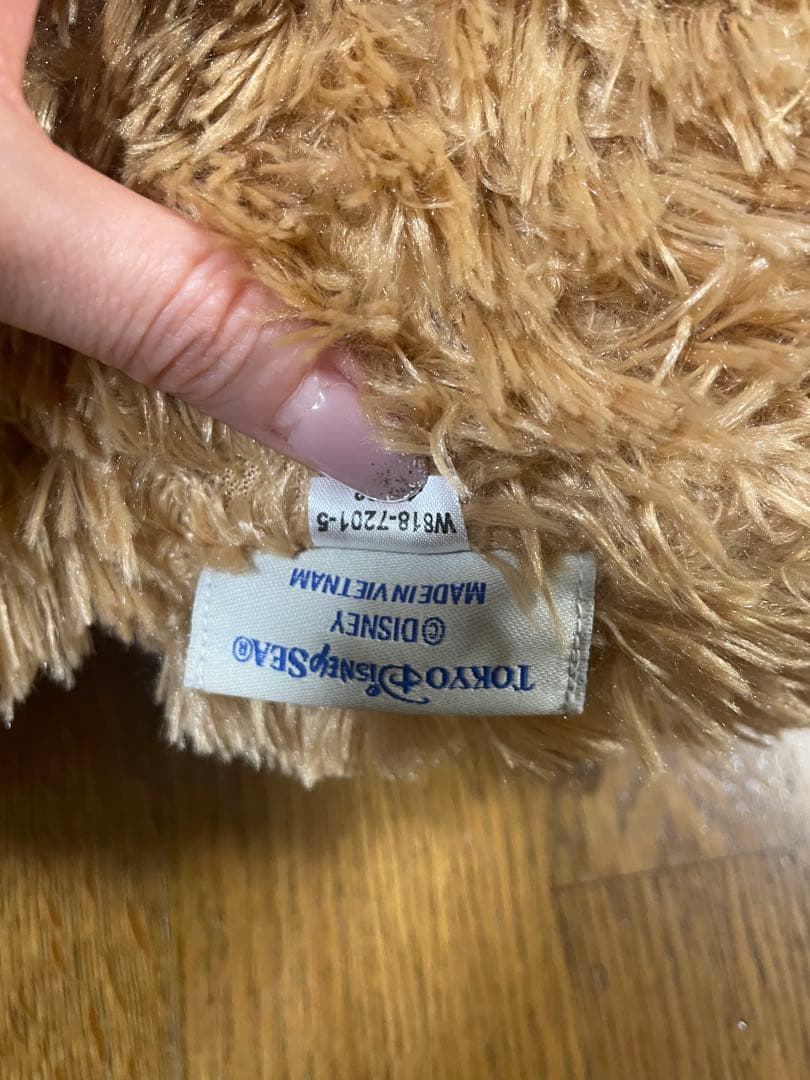 TOKYO DISNEYSEA®
©DISNEY
MADE IN VIETNAM
W818-7201-5